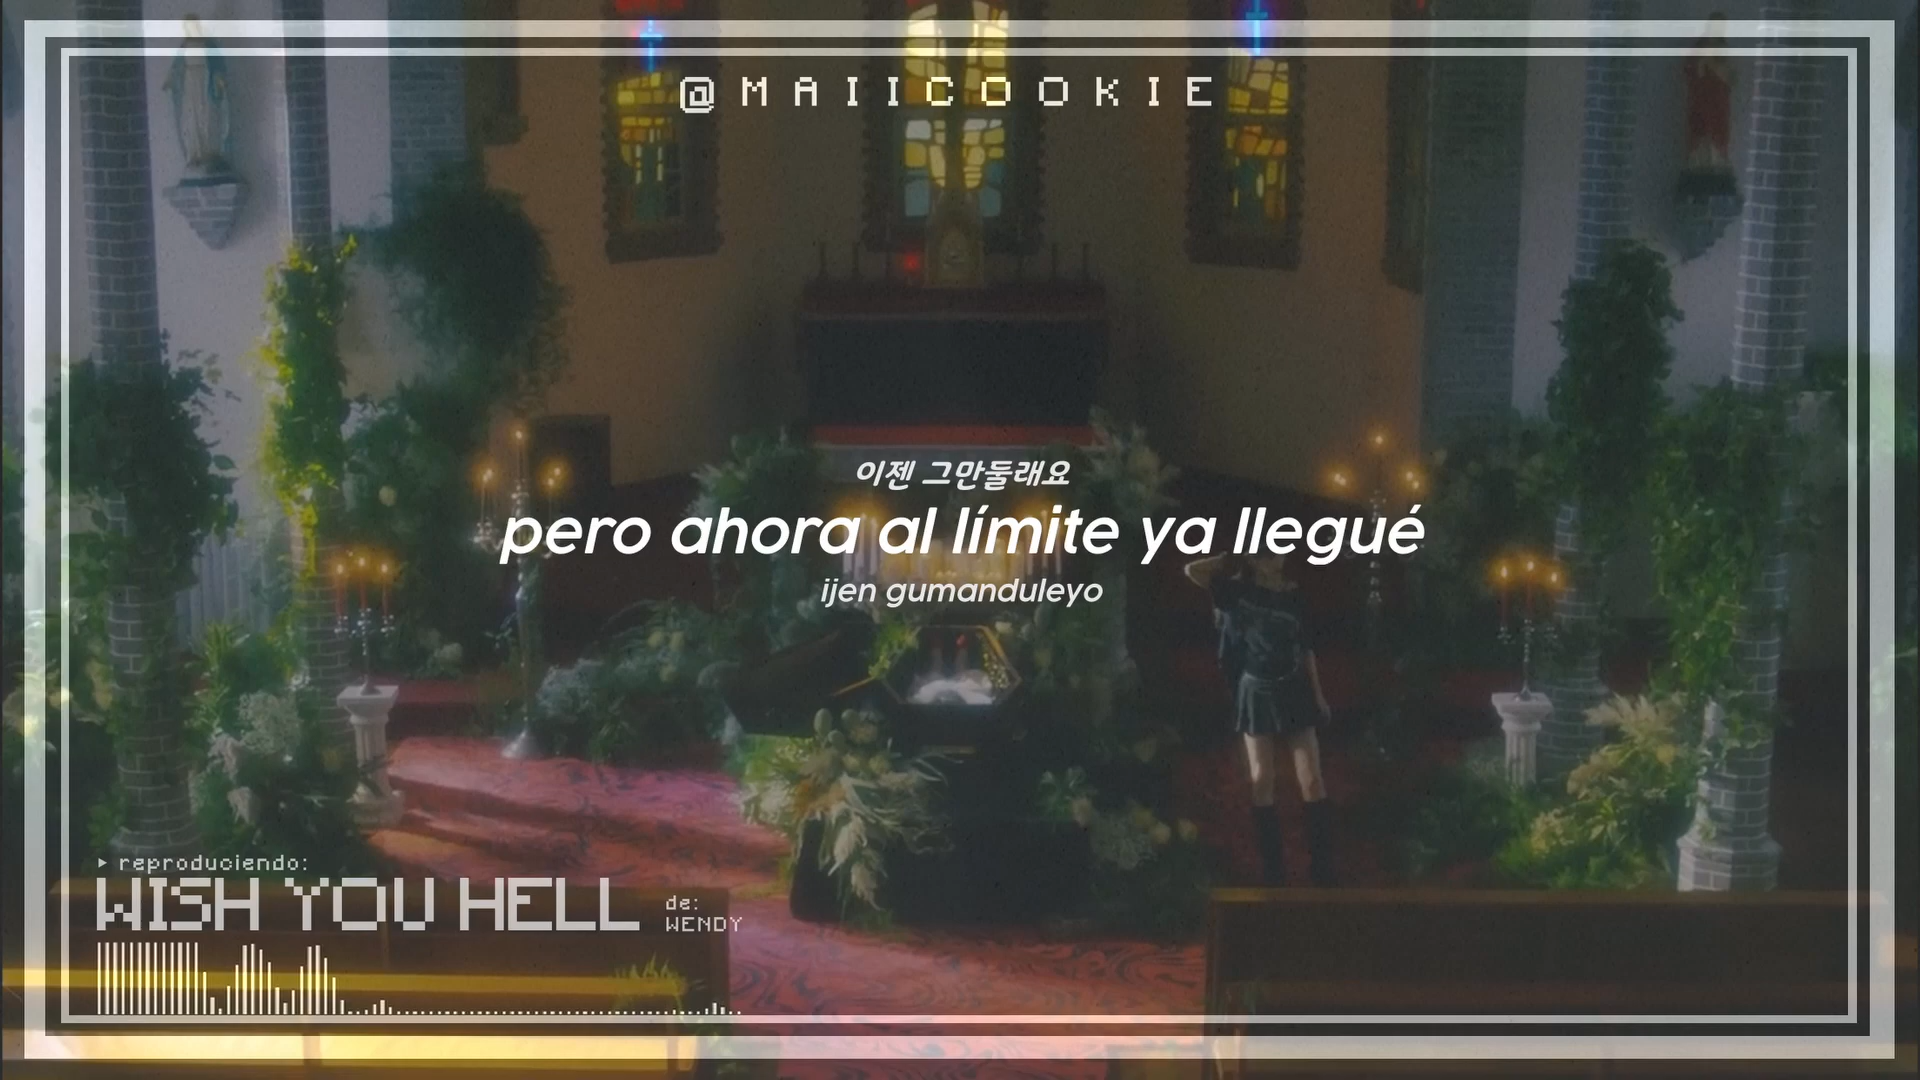 @MAIICOOKIE
이젠 그만둘래요
pero ahora al límite ya llegué
ijen gumanduleyo
▸ reproduciendo:
WISH YOU HELL
de:
WENDY